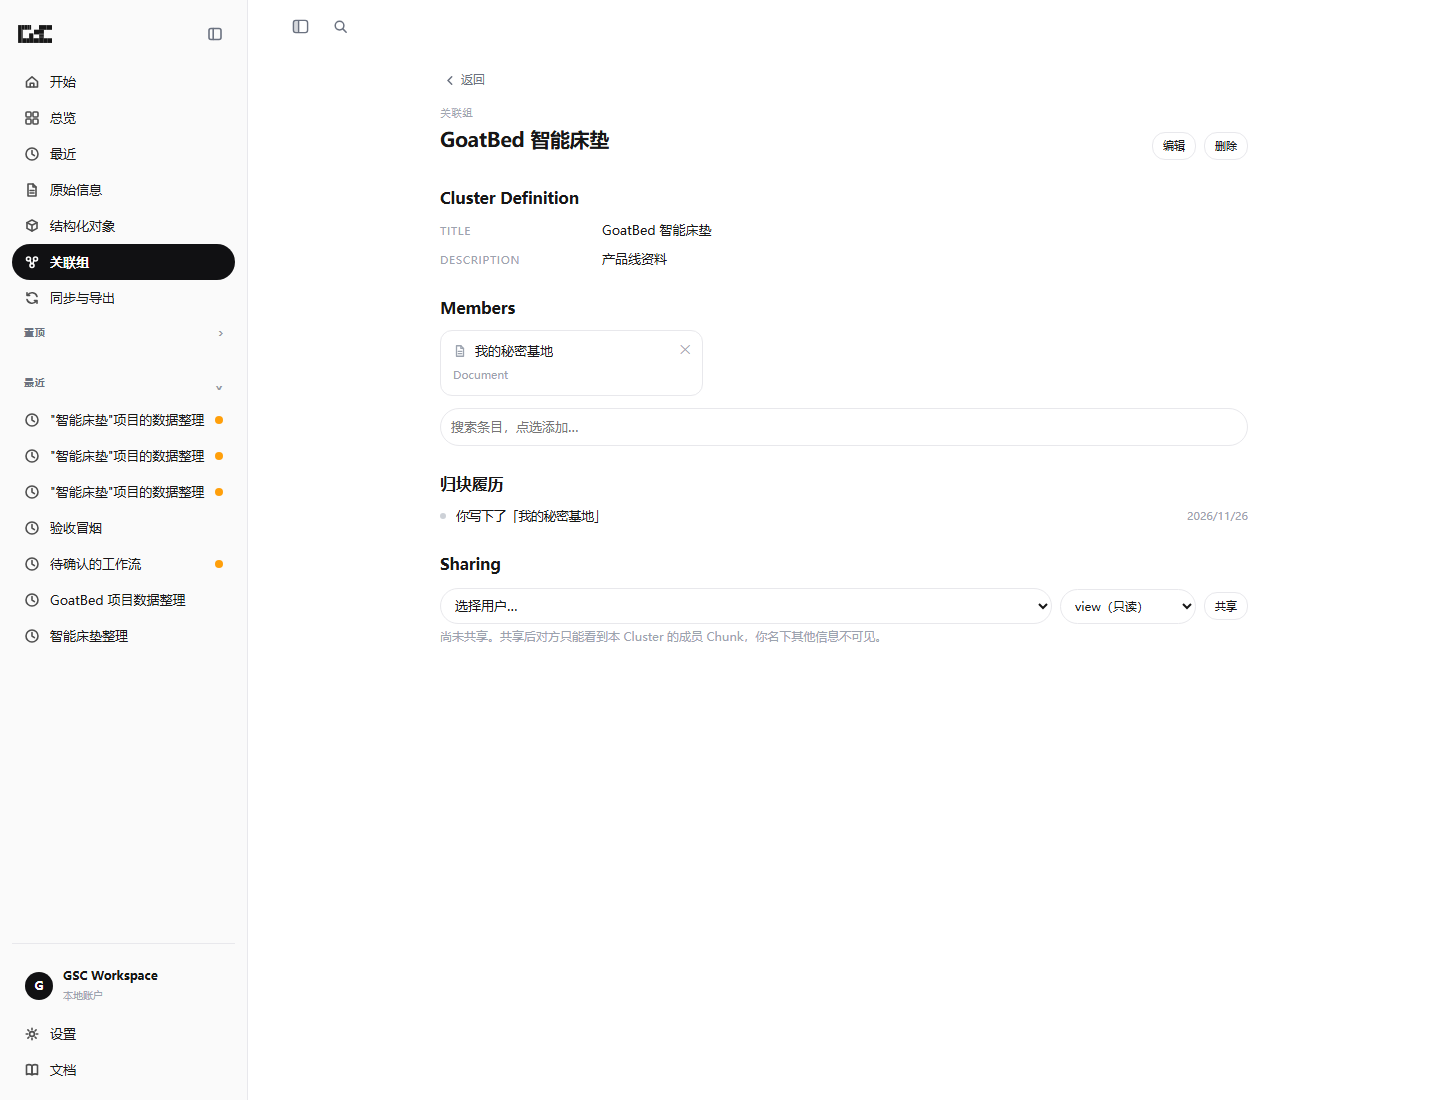 GSC
开始
总览
最近
原始信息
结构化对象
关联组
同步与导出
置顶
最近
"智能床垫"项目的数据整理
"智能床垫"项目的数据整理
"智能床垫"项目的数据整理
验收冒烟
待确认的工作流
GoatBed 项目数据整理
智能床垫整理
G
GSC Workspace
本地账户
设置
文档
返回
关联组
GoatBed 智能床垫
编辑 删除
Cluster Definition
TITLE GoatBed 智能床垫
DESCRIPTION 产品线资料
Members
我的秘密基地
Document
搜索条目，点选添加...
归块履历
你写下了「我的秘密基地」 2026/11/26
Sharing
选择用户... view（只读） 共享
尚未共享。共享后对方只能看到本 Cluster 的成员 Chunk，你名下其他信息不可见。